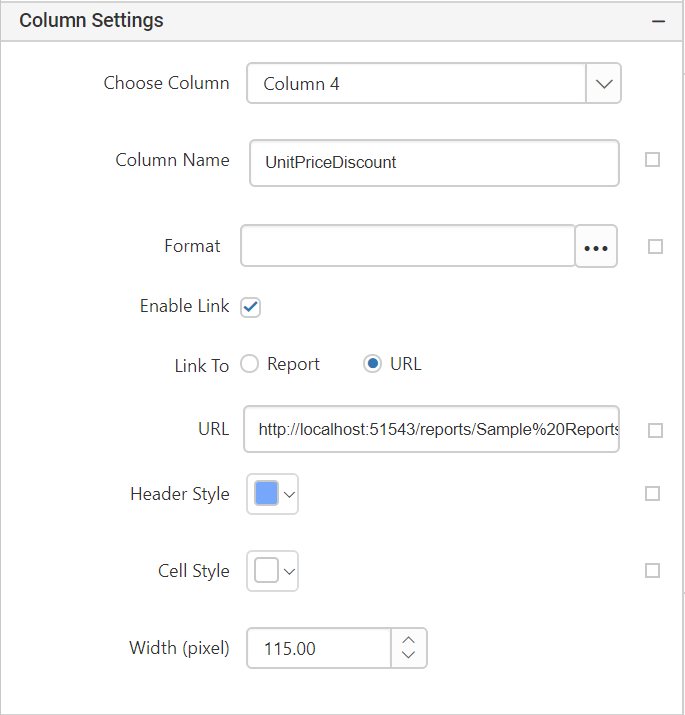 Column Settings
Choose Column Column 4
Column Name UnitPriceDiscount
Format
Enable Link
Link To Report URL
URL http://localhost:51543/reports/Sample%20Reports
Header Style
Cell Style
Width (pixel) 115.00